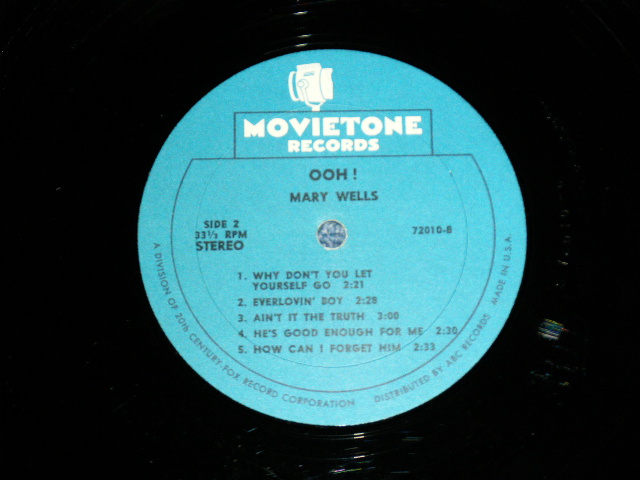 MOVIETONE
RECORDS
OOH !
MARY WELLS
SIDE 2
33⅓ RPM
STEREO
72010-B
1. WHY DON'T YOU LET
YOURSELF GO 2:21
2. EVERLOVIN' BOY 2:28
3. AIN'T IT THE TRUTH 3:00
4. HE'S GOOD ENOUGH FOR ME 2:30
5. HOW CAN I FORGET HIM 2:33
A DIVISION OF 20th CENTURY-FOX RECORD CORPORATION
DISTRIBUTED BY ABC RECORDS MADE IN U.S.A.